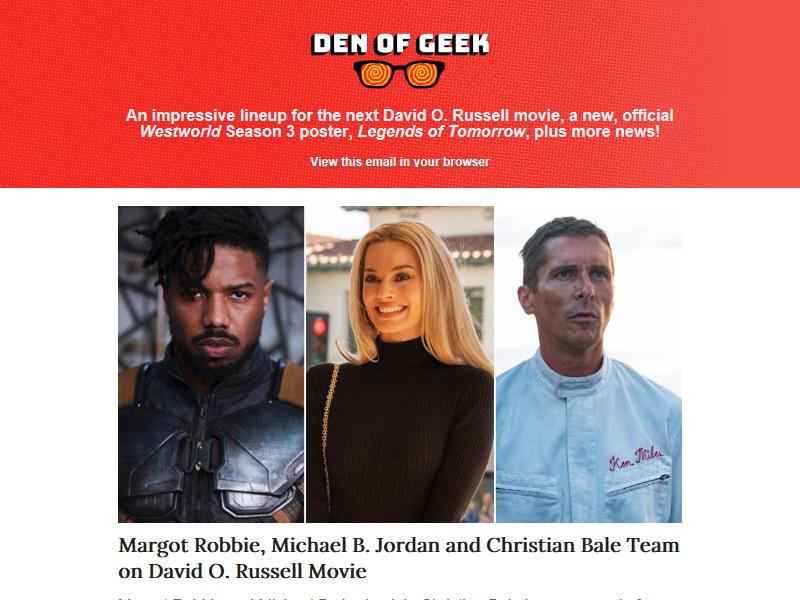 DEN OF GEEK
An impressive lineup for the next David O. Russell movie, a new, official
Westworld Season 3 poster, Legends of Tomorrow, plus more news!
View this email in your browser
Ken Miles
Margot Robbie, Michael B. Jordan and Christian Bale Team
on David O. Russell Movie